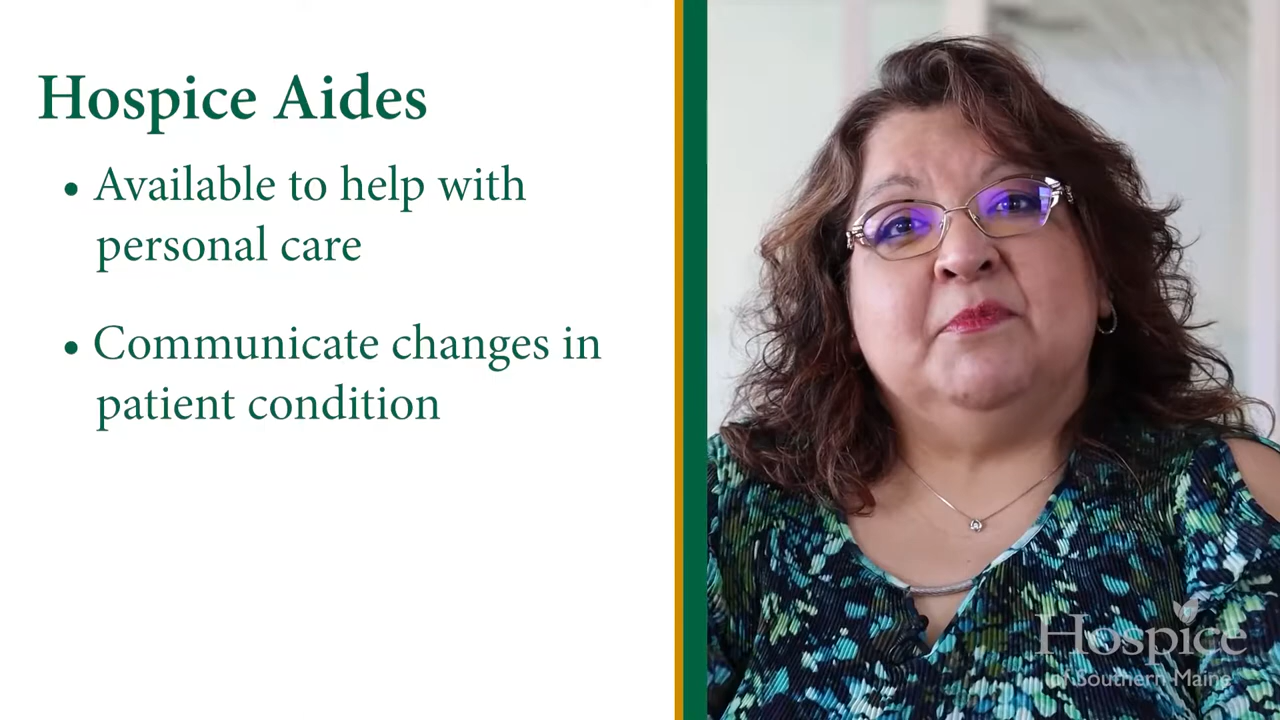 Hospice Aides
• Available to help with
personal care
• Communicate changes in
patient condition
Hospice
of Southern Maine